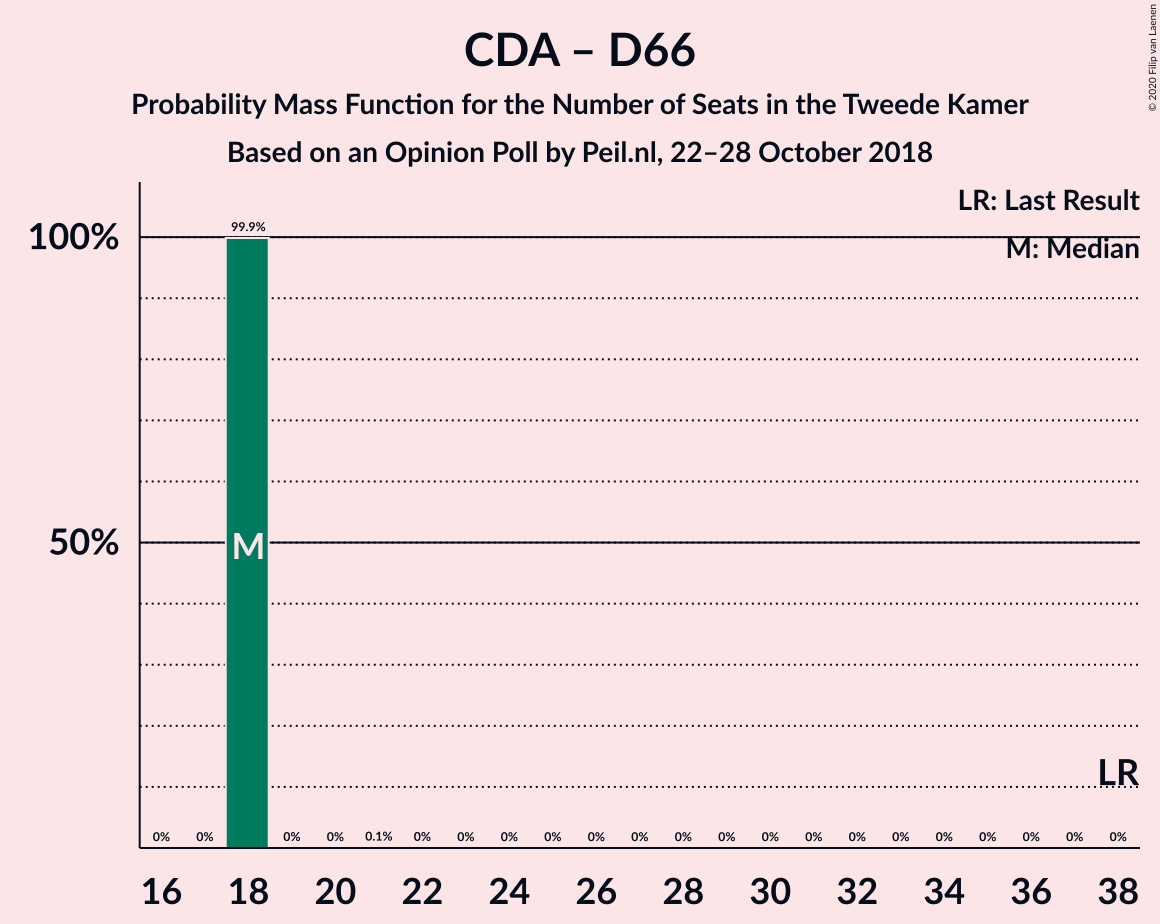 CDA – D66
Probability Mass Function for the Number of Seats in the Tweede Kamer
Based on an Opinion Poll by Peil.nl, 22–28 October 2018
© 2020 Filip van Laenen
LR: Last Result
M: Median
99.9%
100%
50%
M
LR
0% 0% 0% 0% 0.1% 0% 0% 0% 0% 0% 0% 0% 0% 0% 0% 0% 0% 0% 0% 0% 0% 0%
16 18 20 22 24 26 28 30 32 34 36 38